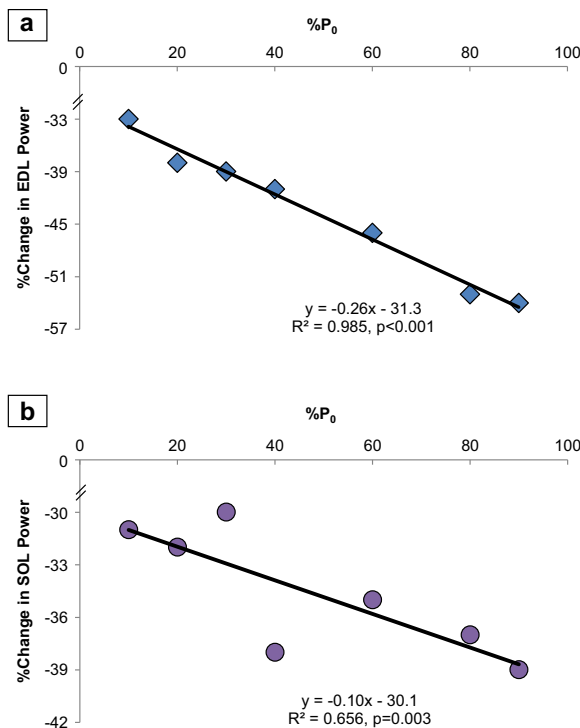 a
%P0
0 20 40 60 80 100
0
-33
-39
-45
-51
-57
%Change in EDL Power
y = -0.26x - 31.3
R² = 0.985, p<0.001
b
%P0
0 20 40 60 80 100
0
-30
-33
-36
-39
-42
%Change in SOL Power
y = -0.10x - 30.1
R² = 0.656, p=0.003